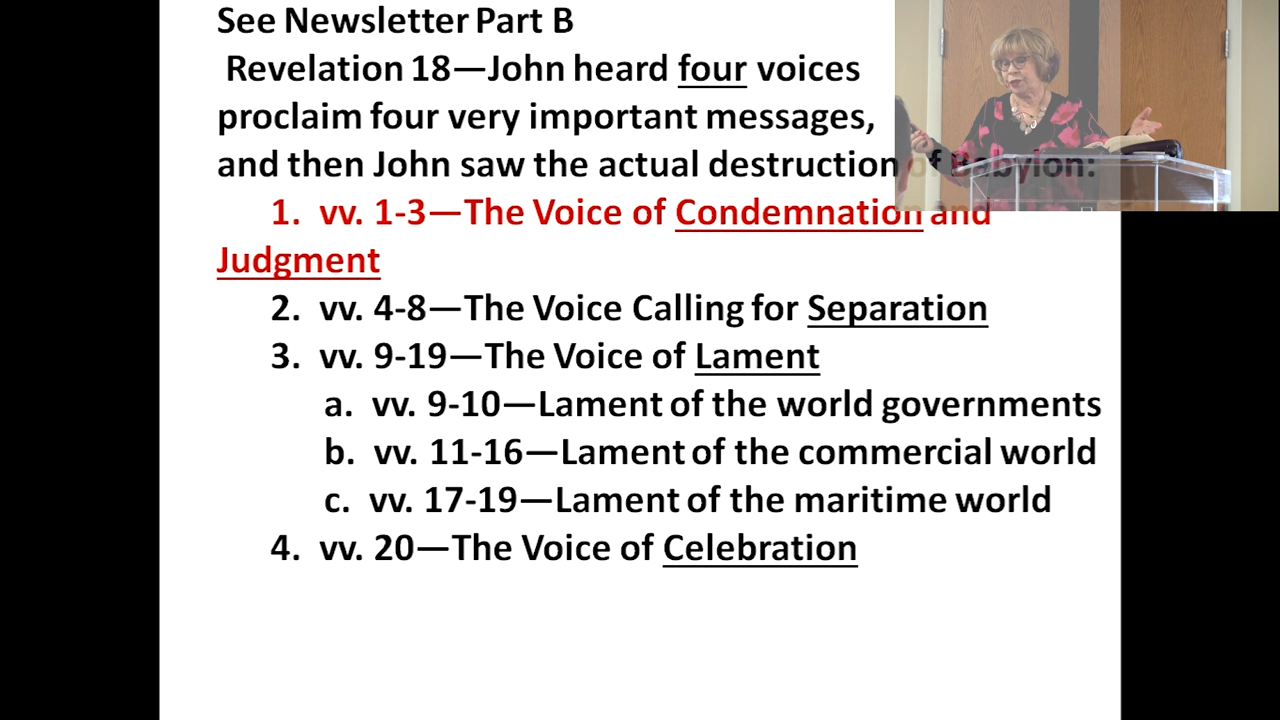 See Newsletter Part B
Revelation 18—John heard four voices
proclaim four very important messages,
and then John saw the actual destruction of Babylon:
1. vv. 1-3—The Voice of Condemnation and
Judgment
2. vv. 4-8—The Voice Calling for Separation
3. vv. 9-19—The Voice of Lament
a. vv. 9-10—Lament of the world governments
b. vv. 11-16—Lament of the commercial world
c. vv. 17-19—Lament of the maritime world
4. vv. 20—The Voice of Celebration